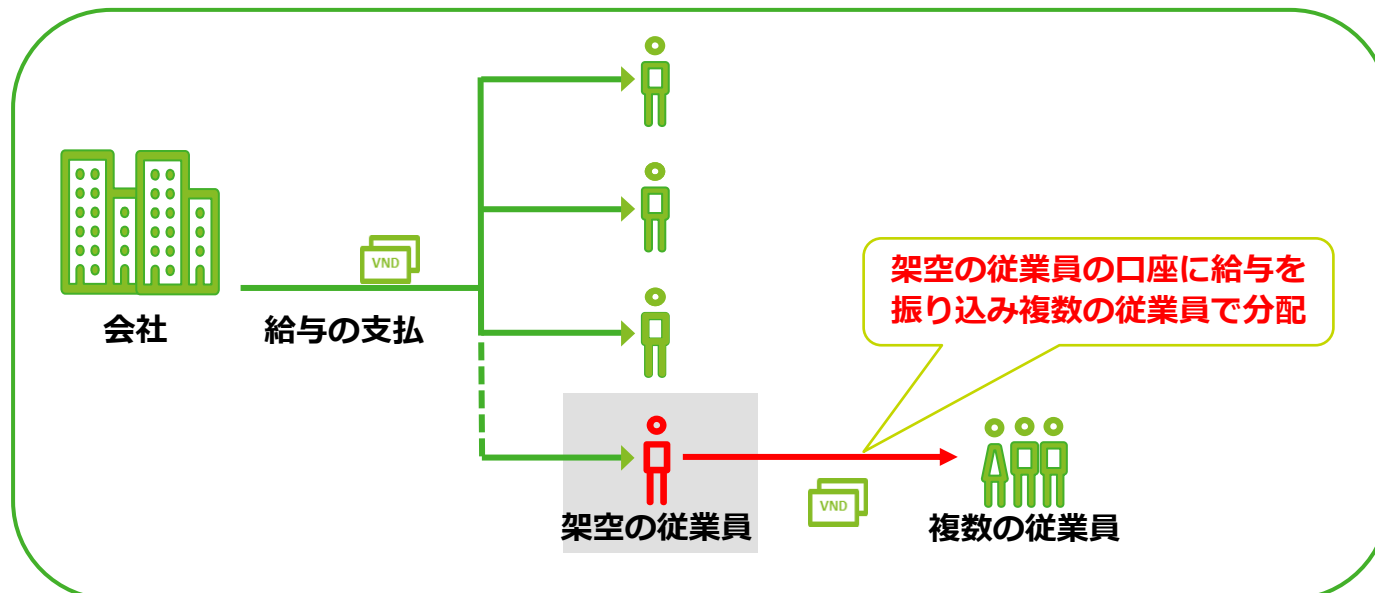 VND
架空の従業員の口座に給与を
振り込み複数の従業員で分配
会社
給与の支払
VND
架空の従業員
複数の従業員